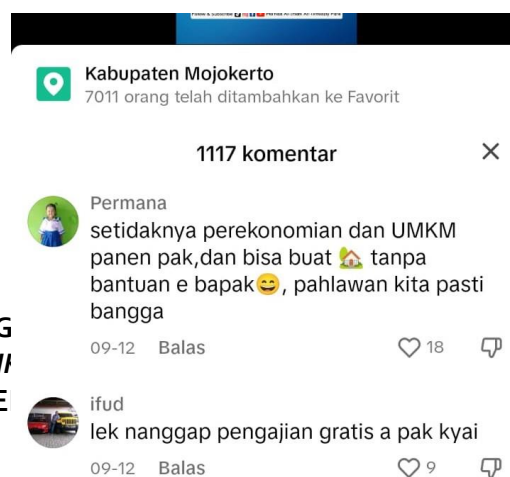 Kabupaten Mojokerto
7011 orang telah ditambahkan ke Favorit
1117 komentar
Permana
setidaknya perekonomian dan UMKM
panen pak,dan bisa buat 🏡 tanpa
bantuan e bapak😄, pahlawan kita pasti
bangga
09-12 Balas 18
ifud
lek nanggap pengajian gratis a pak kyai
09-12 Balas 9